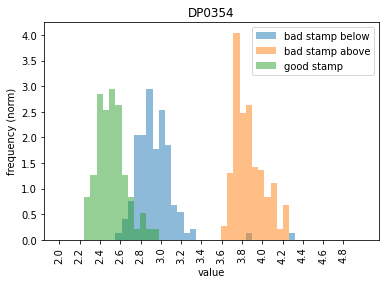 DP0354
bad stamp below
bad stamp above
good stamp
frequency (norm)
4.0
3.5
3.0
2.5
2.0
1.5
1.0
0.5
0.0
2.0 2.2 2.4 2.6 2.8 3.0 3.2 3.4 3.6 3.8 4.0 4.2 4.4 4.6 4.8
value